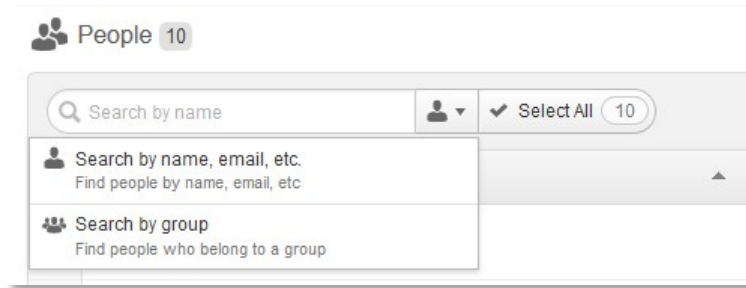 People 10
Search by name
Select All 10
Search by name, email, etc.
Find people by name, email, etc
Search by group
Find people who belong to a group